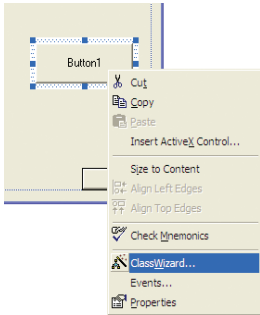 Button1
Cut
Copy
Paste
Insert ActiveX Control...
Size to Content
Align Left Edges
Align Top Edges
Check Mnemonics
ClassWizard...
Events...
Properties